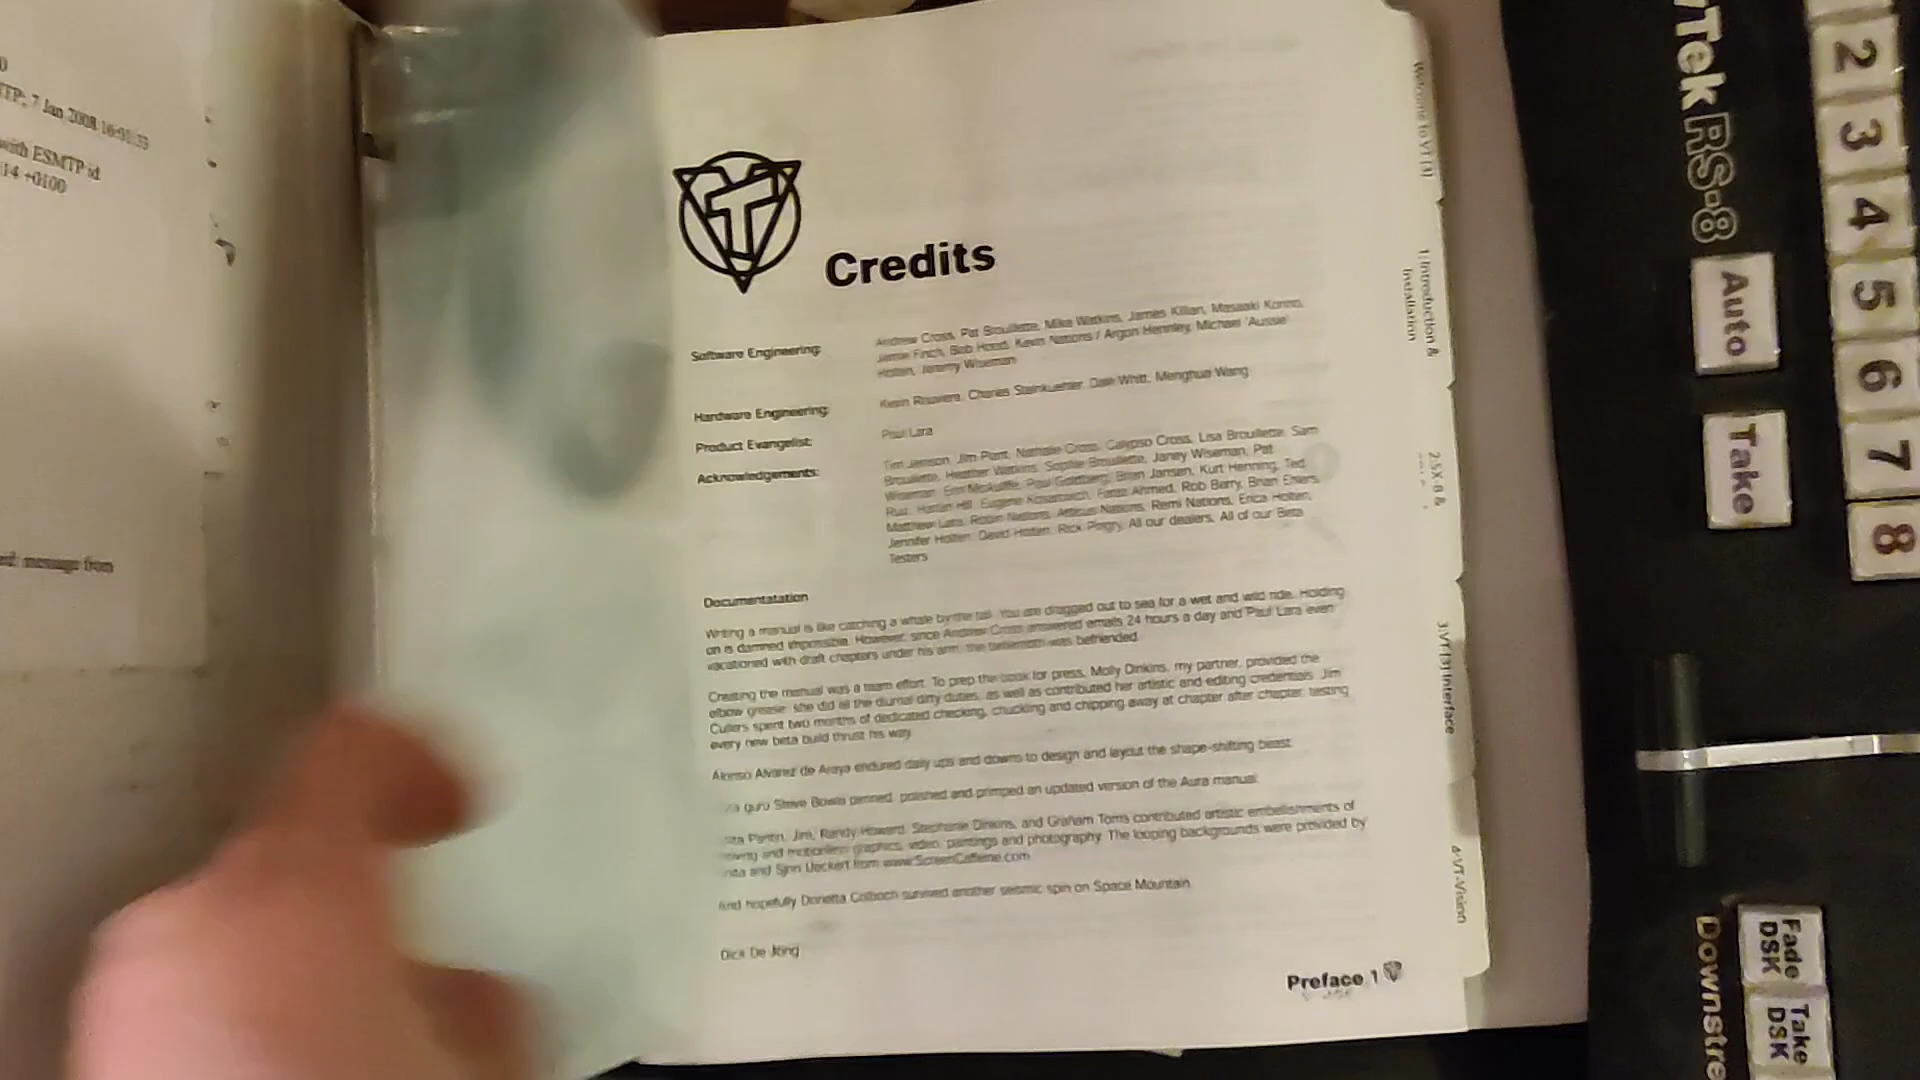 TP; 7 Jan 2008 16:01:33
with ESMTP id
14 +0100
message from
Credits
Software Engineering:
Andrew Cross, Pat Brouillette, Mike Watkins, James Killian, Masaaki Konno,
Jamie Finch, Bob Hood, Kevin Nations / Argon Hennley, Michael 'Aussie'
Holten, Jeremy Wiseman
Hardware Engineering:
Kevin Rouviere, Charles Steinkuehler, Dale Whitt, Menghua Wang
Product Evangelist:
Paul Lara
Acknowledgements:
Tim Jenison, Jim Plant, Nathalie Cross, Calypso Cross, Lisa Brouillette, Sam
Brouillette, Heather Watkins, Sophie Brouillette, Janey Wiseman, Pat
Wiseman, Erin Paul Goldberg, Brian Jansen, Kurt Henning, Ted
Harlan Hill, Eugene Faraz Ahmed, Rob Berry, Brian
Matthew Lara, Robin Nations, Atticus Nations, Remi Nations, Erica Holten,
Jennifer Holten, David Holten, Rick All our dealers, All of our Beta
Testers
Documentatation
Writing a manual is like catching a whale by the tail. You are dragged out to sea for a wet and wild ride. Holding
on is damned impossible. However, since Andrew Cross answered emails 24 hours a day and Paul Lara even
vacationed with draft chapters under his arm, the behemoth was befriended.
Creating the manual was a team effort. To prep the book for press, Molly Dinkins, my partner, provided the
elbow grease: she did all the diurnal dirty duties, as well as contributed her artistic and editing credentials. Jim
Cullers spent two months of dedicated checking, chuckling and chipping away at chapter after chapter, testing
every new beta build thrust his way.
Alonso Alvarez de Araya endured daily ups and downs to design and layout the shape-shifting beast.
guru Steve Bowie penned, polished and primped an updated version of the Aura manual.
Jim, Randy Howard, Stephanie Dinkins, and Graham Toms contributed artistic embellishments of
and motionless graphics, video, paintings and photography. The looping backgrounds were provided by
and Sjon Ueckert from www.ScreenCaffeine.com
And hopefully Donetta Colboch survived another seismic spin on Space Mountain.
Dick De Jong
Preface 1
Welcome to VT [3]
1: Introduction &
Installation
2:SX-8 &
3:VT[3] Interface
4:VT-Vision
Tek RS-8
Auto
Take
2
3
4
5
6
7
8
Fade
DSK
Take
DSK
Downstre